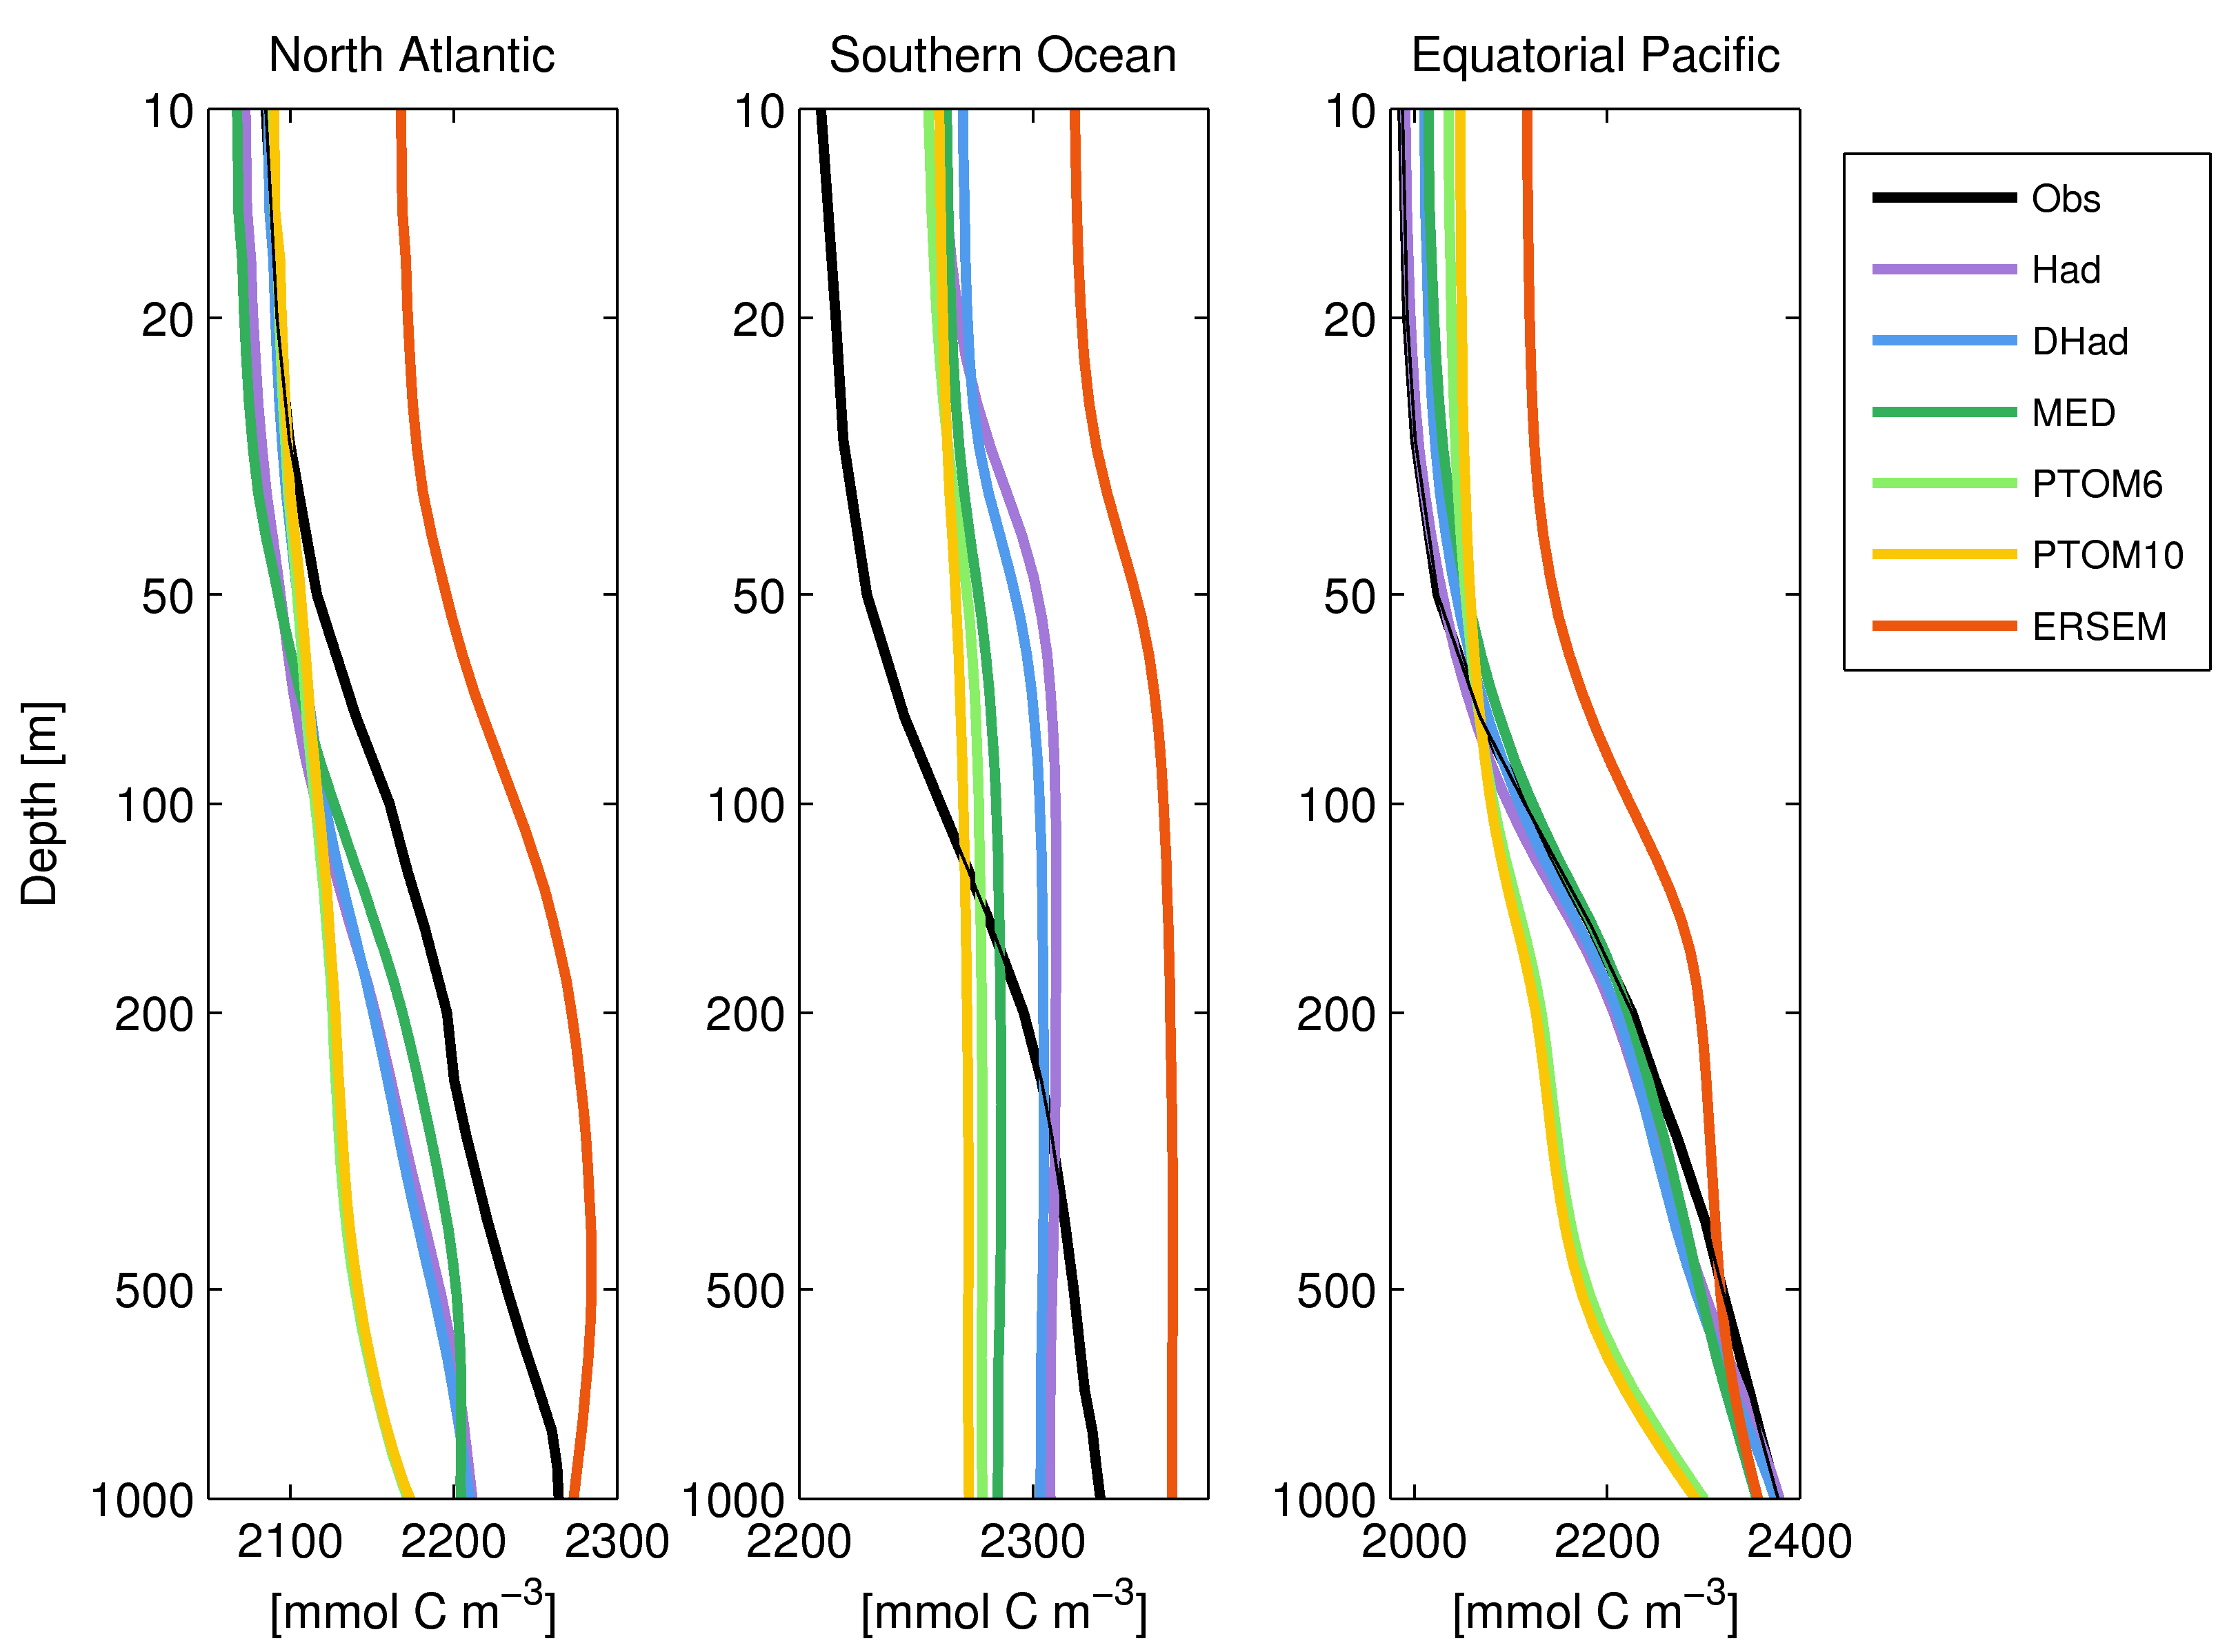 North Atlantic
Southern Ocean
Equatorial Pacific
10
20
50
100
200
500
1000
10
20
50
100
200
500
1000
10
20
50
100
200
500
1000
Depth [m]
2100 2200 2300
2200 2300
2000 2200 2400
[mmol C m−3]
[mmol C m−3]
[mmol C m−3]
Obs
Had
DHad
MED
PTOM6
PTOM10
ERSEM